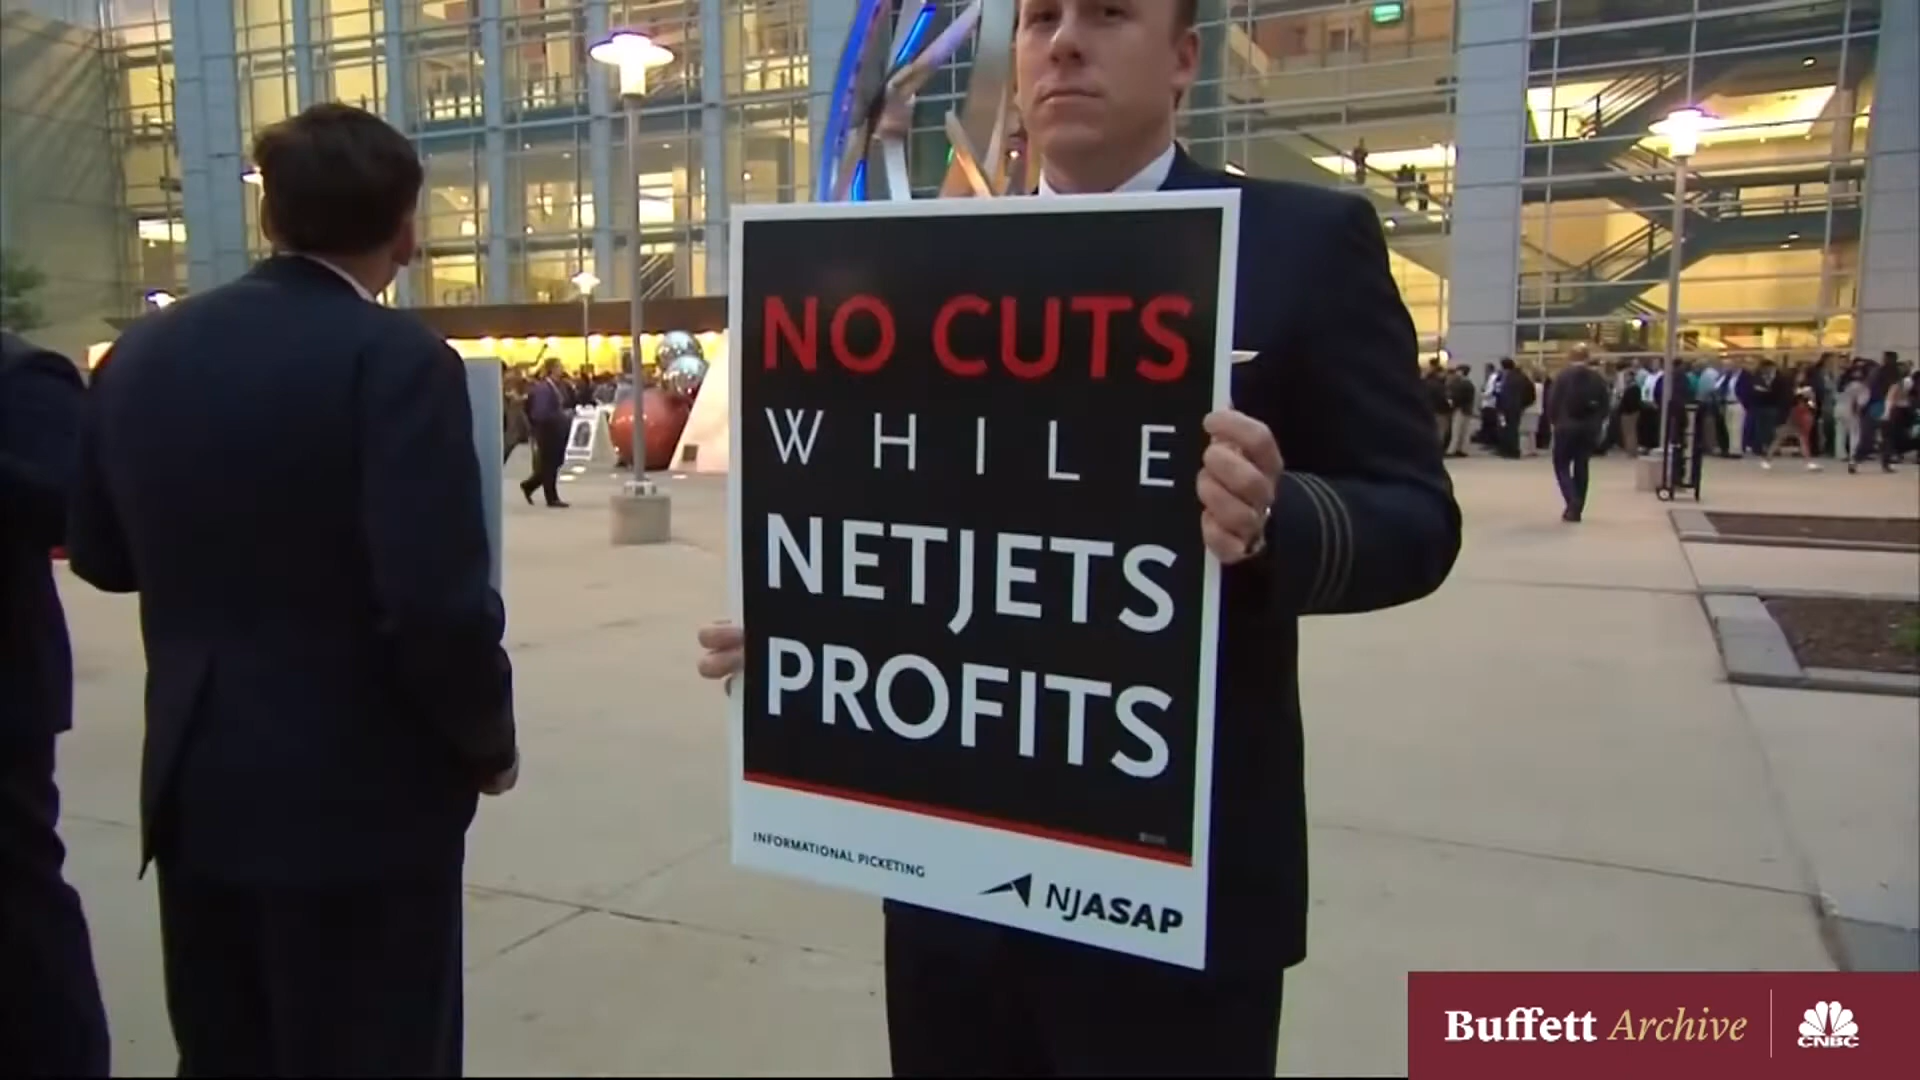 NO CUTS
WHILE
NETJETS
PROFITS
INFORMATIONAL PICKETING
NJASAP
Buffett Archive
CNBC